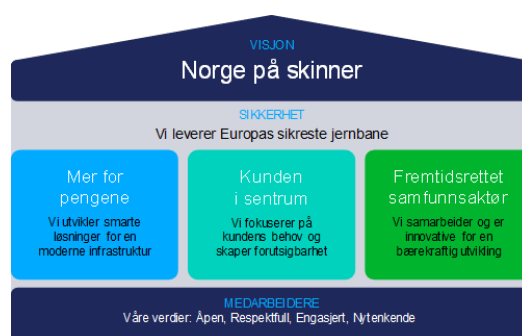 VISJON
Norge på skinner
SIKKERHET
Vi leverer Europas sikreste jernbane
Mer for
pengene
Vi utvikler smarte
løsninger for en
moderne infrastruktur
Kunden
i sentrum
Vi fokuserer på
kundens behov og
skaper forutsigbarhet
Fremtidsrettet
samfunnsaktør
Vi samarbeider og er
innovative for en
bærekraftig utvikling
MEDARBEIDERE
Våre verdier: Åpen, Respektfull, Engasjert, Nytenkende